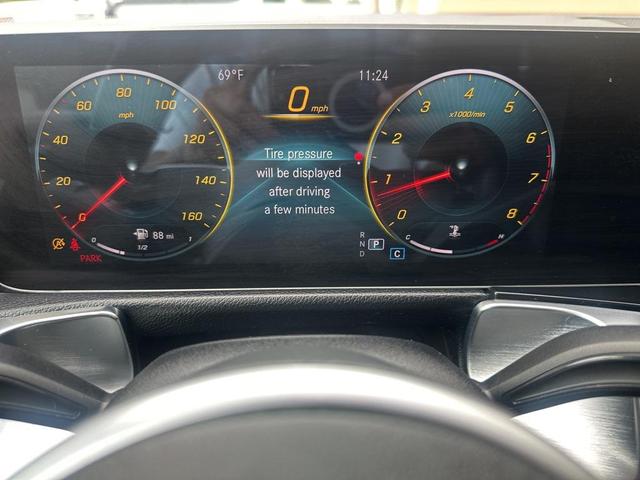 69°F
11:24
0 mph
80
60
100
mph
40
120
20
140
0
160
88 mi
0
1/2
1
PARK
Tire pressure
will be displayed
after driving
a few minutes
4
3
5
x1000/min
2
6
1
7
0
8
C
H
R
N
P
D
C